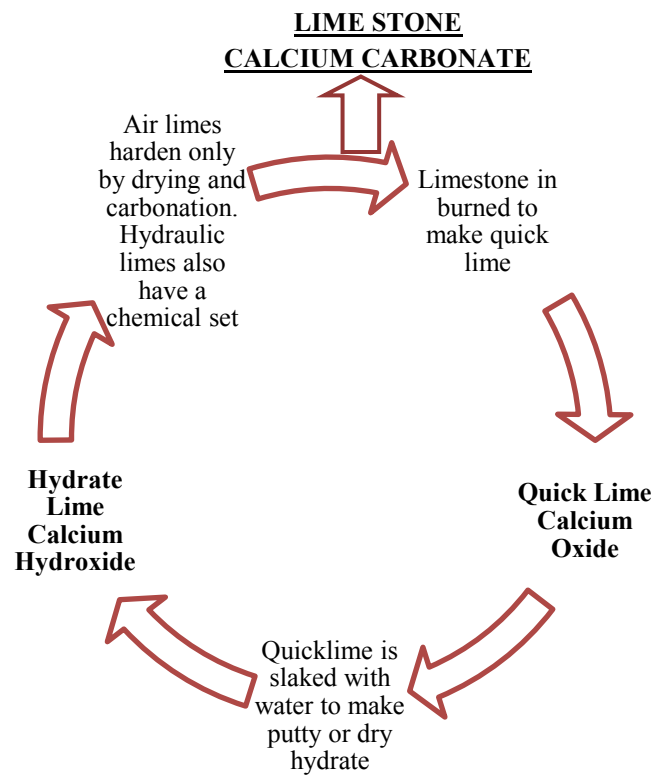 LIME STONE
CALCIUM CARBONATE
Air limes
harden only
by drying and
carbonation.
Hydraulic
limes also
have a
chemical set
Limestone in
burned to
make quick
lime
Quick Lime
Calcium
Oxide
Quicklime is
slaked with
water to make
putty or dry
hydrate
Hydrate
Lime
Calcium
Hydroxide